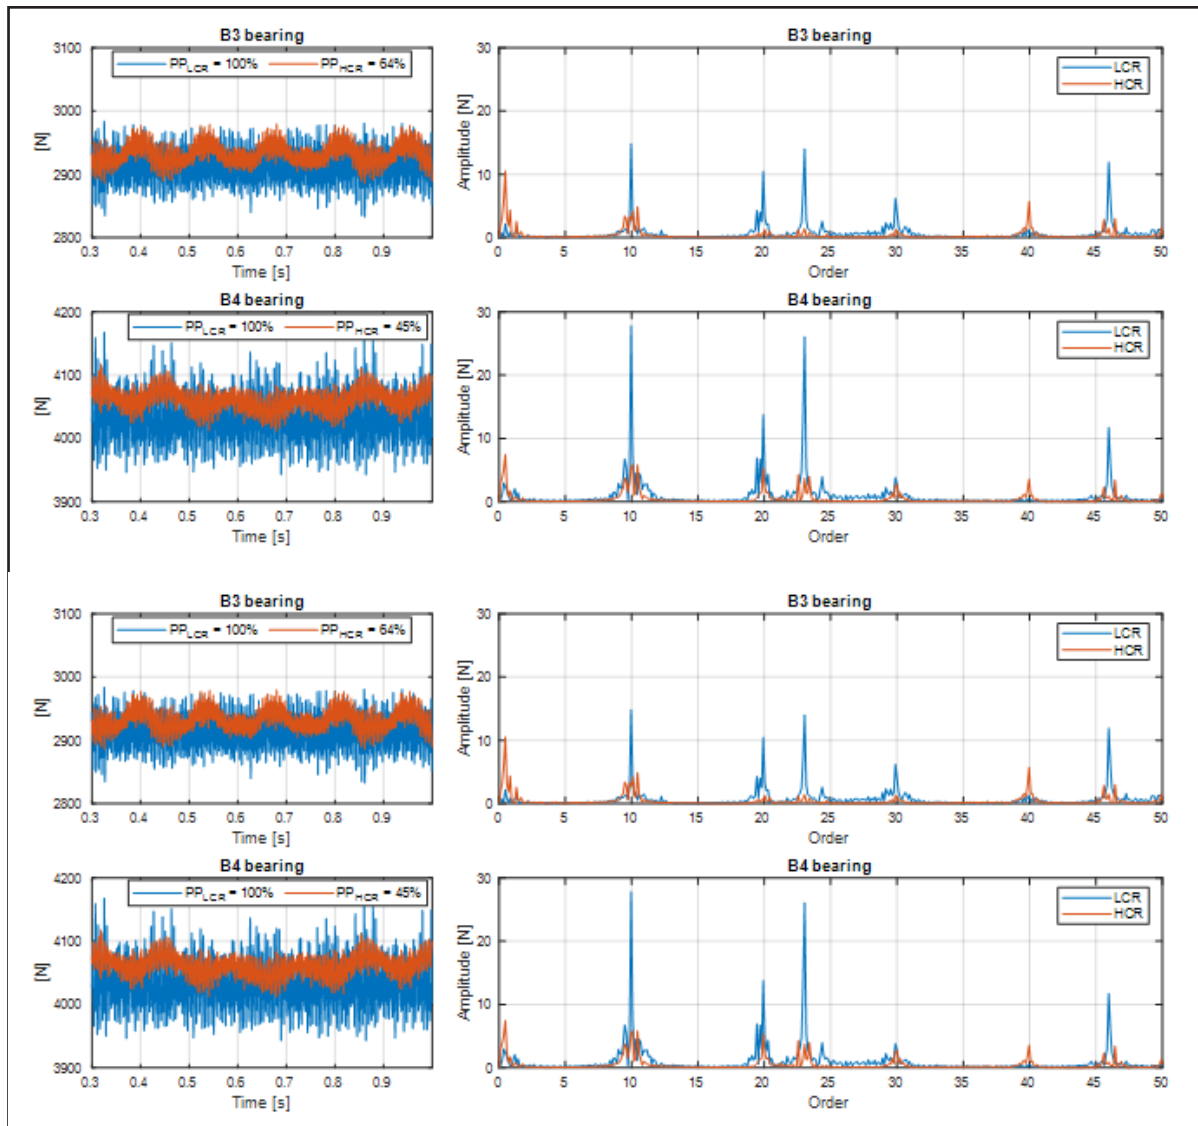 B3 bearing
3100
3000
2900
2800
[N]
PP_LCR = 100% PP_HCR = 64%
0.3 0.4 0.5 0.6 0.7 0.8 0.9
Time [s]
B3 bearing
30
20
10
0
Amplitude [N]
LCR
HCR
0 5 10 15 20 25 30 35 40 45 50
Order
B4 bearing
4200
4100
4000
3900
[N]
PP_LCR = 100% PP_HCR = 45%
0.3 0.4 0.5 0.6 0.7 0.8 0.9
Time [s]
B4 bearing
30
20
10
0
Amplitude [N]
LCR
HCR
0 5 10 15 20 25 30 35 40 45 50
Order
B3 bearing
3100
3000
2900
2800
[N]
PP_LCR = 100% PP_HCR = 64%
0.3 0.4 0.5 0.6 0.7 0.8 0.9
Time [s]
B3 bearing
30
20
10
0
Amplitude [N]
LCR
HCR
0 5 10 15 20 25 30 35 40 45 50
Order
B4 bearing
4200
4100
4000
3900
[N]
PP_LCR = 100% PP_HCR = 45%
0.3 0.4 0.5 0.6 0.7 0.8 0.9
Time [s]
B4 bearing
30
20
10
0
Amplitude [N]
LCR
HCR
0 5 10 15 20 25 30 35 40 45 50
Order